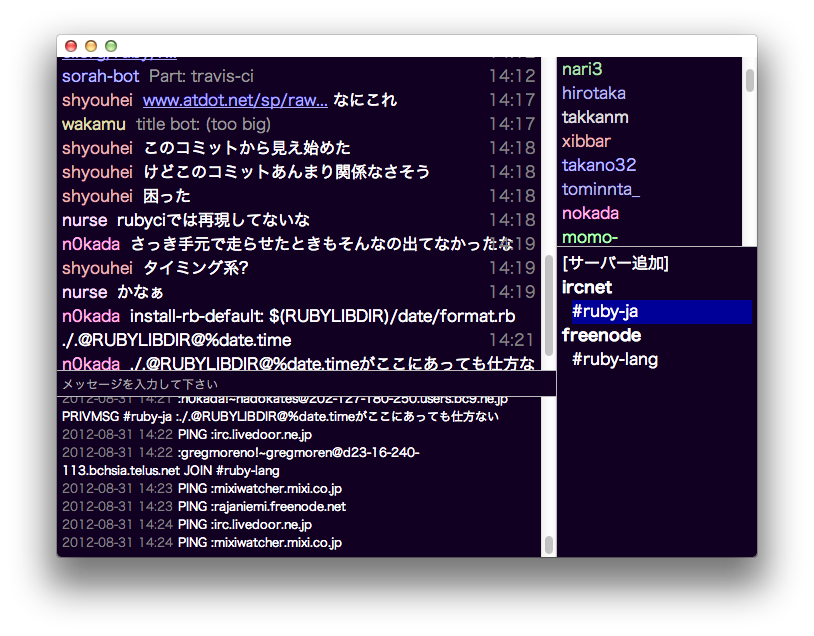 sorah-bot Part: travis-ci 14:12
shyouhei www.atdot.net/sp/raw... なにこれ 14:17
wakamu title bot: (too big) 14:17
shyouhei このコミットから見え始めた 14:18
shyouhei けどこのコミットあんまり関係なさそう 14:18
shyouhei 困った 14:18
nurse rubyciでは再現してないな 14:18
n0kada さっき手元で走らせたときもそんなの出てなかったな 14:19
shyouhei タイミング系? 14:19
nurse かなぁ 14:19
n0kada install-rb-default: $(RUBYLIBDIR)/date/format.rb
./.@RUBYLIBDIR@%date.time 14:21
n0kada ./.@RUBYLIBDIR@%date.timeがここにあっても仕方な
メッセージを入力して下さい
2012-08-31 14:21 :n0kada!~nadokates@202-127-180-250.users.bc9.ne.jp
PRIVMSG #ruby-ja :./.@RUBYLIBDIR@%date.timeがここにあっても仕方ない
2012-08-31 14:22 PING :irc.livedoor.ne.jp
2012-08-31 14:22 :gregmoreno!~gregmoren@d23-16-240-
113.bchsia.telus.net JOIN #ruby-lang
2012-08-31 14:23 PING :mixiwatcher.mixi.co.jp
2012-08-31 14:23 PING :rajaniemi.freenode.net
2012-08-31 14:24 PING :irc.livedoor.ne.jp
2012-08-31 14:24 PING :mixiwatcher.mixi.co.jp
nari3
hirotaka
takkanm
xibbar
takano32
tominnta_
nokada
momo-
[サーバー追加]
ircnet
#ruby-ja
freenode
#ruby-lang